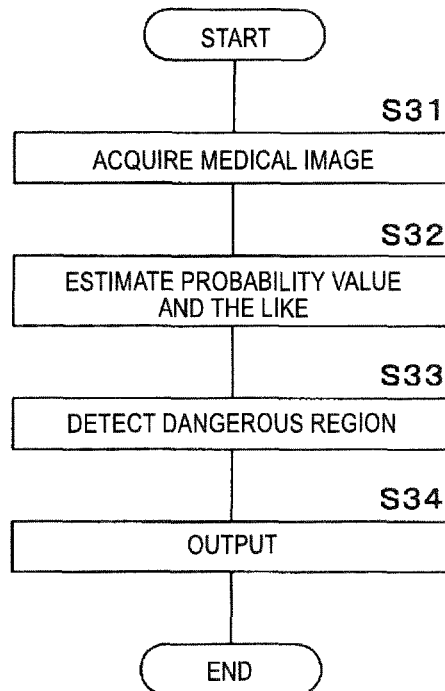 START
S31
ACQUIRE MEDICAL IMAGE
S32
ESTIMATE PROBABILITY VALUE
AND THE LIKE
S33
DETECT DANGEROUS REGION
S34
OUTPUT
END